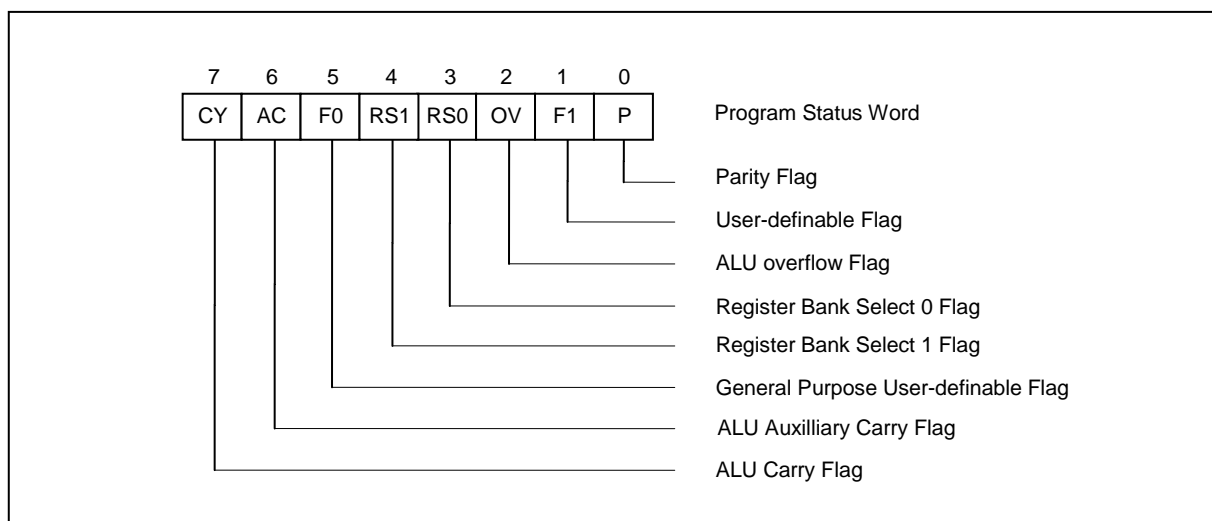 7 6 5 4 3 2 1 0
CY AC F0 RS1 RS0 OV F1 P Program Status Word
Parity Flag
User-definable Flag
ALU overflow Flag
Register Bank Select 0 Flag
Register Bank Select 1 Flag
General Purpose User-definable Flag
ALU Auxilliary Carry Flag
ALU Carry Flag